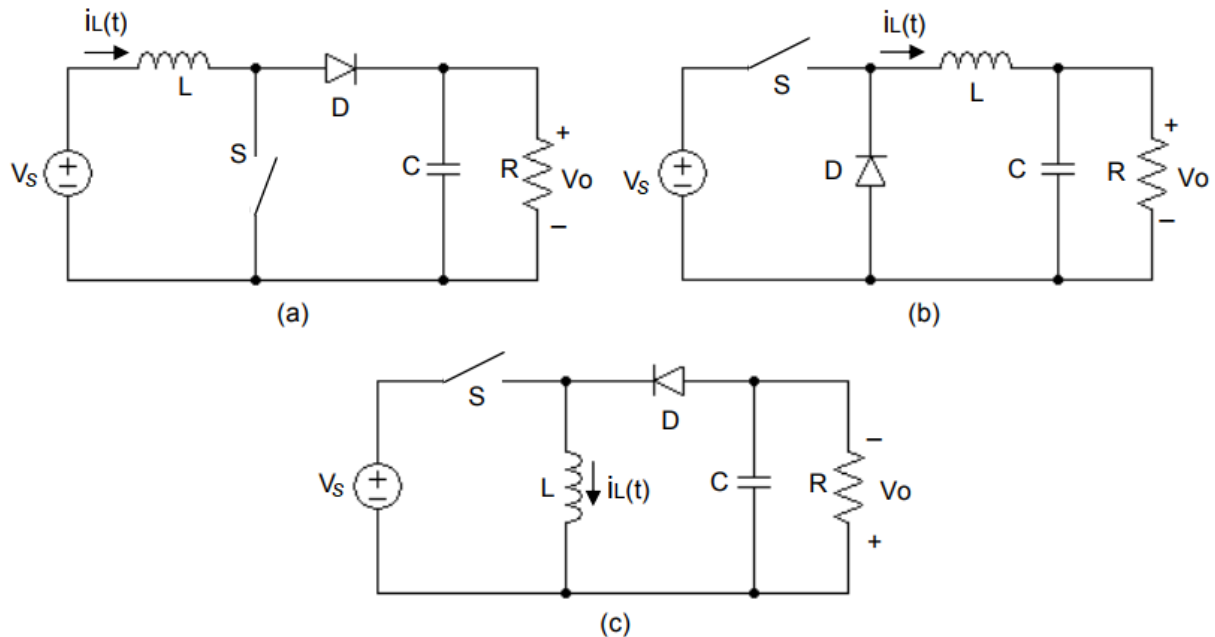 iL(t)
L
D
S
C
R
+
Vo
–
Vs
+
–
(a)
iL(t)
S
L
D
C
R
+
Vo
–
Vs
+
–
(b)
S
D
Vs
+
–
L
iL(t)
C
R
–
Vo
+
(c)